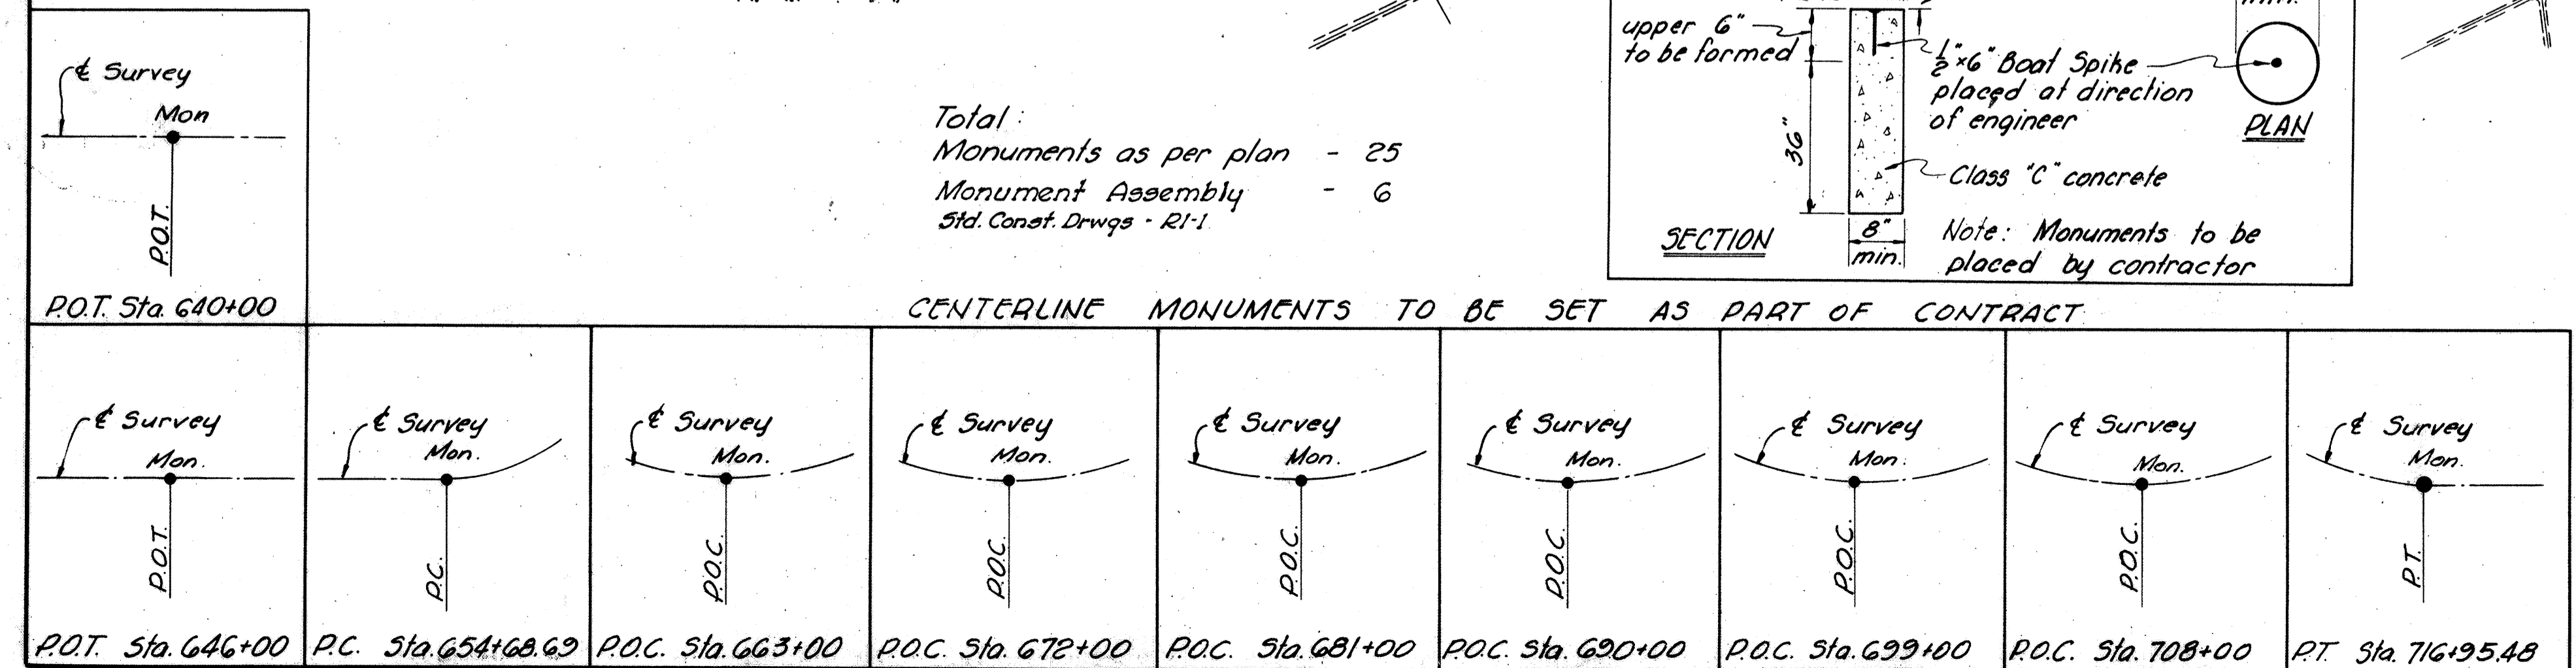 ℄ Survey
Mon
P.O.T.
P.O.T. Sta. 640+00
Total:
Monuments as per plan - 25
Monument Assembly - 6
Std. Const. Drwgs - RI-1
upper 6"
to be formed
36"
8"
min.
SECTION
1/2"x6" Boat Spike
placed at direction
of engineer
Class "C" concrete
PLAN
Note: Monuments to be
placed by contractor
CENTERLINE MONUMENTS TO BE SET AS PART OF CONTRACT
℄ Survey
Mon.
P.O.T.
P.O.T. Sta. 646+00
℄ Survey
Mon.
P.C.
P.C. Sta. 654+68.69
℄ Survey
Mon.
P.O.C.
P.O.C. Sta. 663+00
℄ Survey
Mon.
P.O.C.
P.O.C. Sta. 672+00
℄ Survey
Mon.
P.O.C.
P.O.C. Sta. 681+00
℄ Survey
Mon.
P.O.C.
P.O.C. Sta. 690+00
℄ Survey
Mon.
P.O.C.
P.O.C. Sta. 699+00
℄ Survey
Mon.
P.O.C.
P.O.C. Sta. 708+00
℄ Survey
Mon.
P.T.
P.T. Sta. 716+95.48